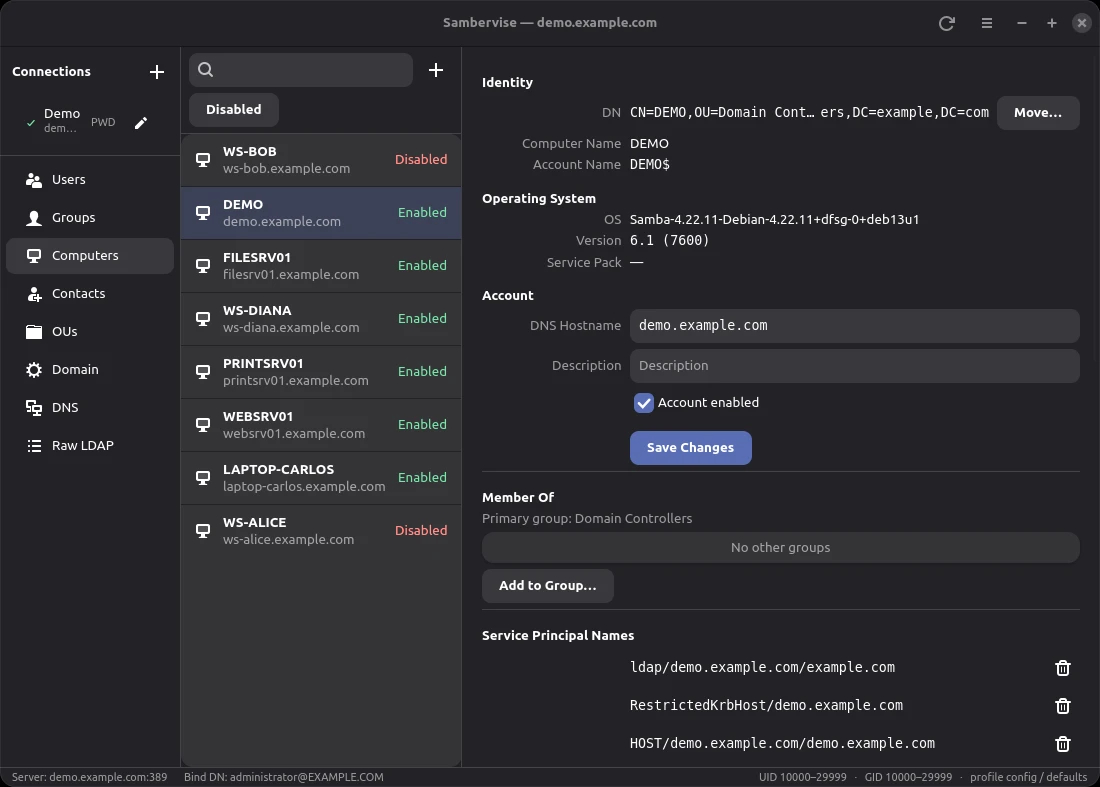 Sambervise — demo.example.com
Connections
Demo
dem...
PWD
Users
Groups
Computers
Contacts
OUs
Domain
DNS
Raw LDAP
Disabled
WS-BOB
ws-bob.example.com
Disabled
DEMO
demo.example.com
Enabled
FILESRV01
filesrv01.example.com
Enabled
WS-DIANA
ws-diana.example.com
Enabled
PRINTSRV01
printsrv01.example.com
Enabled
WEBSRV01
websrv01.example.com
Enabled
LAPTOP-CARLOS
laptop-carlos.example.com
Enabled
WS-ALICE
ws-alice.example.com
Disabled
Identity
DN CN=DEMO,OU=Domain Cont… ers,DC=example,DC=com Move...
Computer Name DEMO
Account Name DEMO$
Operating System
OS Samba-4.22.11-Debian-4.22.11+dfsg-0+deb13u1
Version 6.1 (7600)
Service Pack —
Account
DNS Hostname demo.example.com
Description Description
Account enabled
Save Changes
Member Of
Primary group: Domain Controllers
No other groups
Add to Group...
Service Principal Names
ldap/demo.example.com/example.com
RestrictedKrbHost/demo.example.com
HOST/demo.example.com/demo.example.com
Server: demo.example.com:389 Bind DN: administrator@EXAMPLE.COM UID 10000–29999 · GID 10000–29999 · profile config / defaults